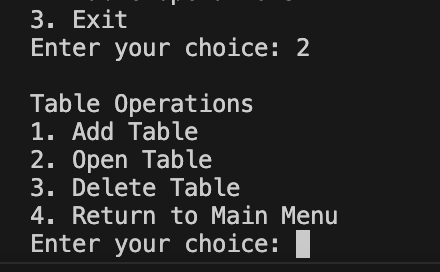 3. Exit
Enter your choice: 2
Table Operations
1. Add Table
2. Open Table
3. Delete Table
4. Return to Main Menu
Enter your choice: